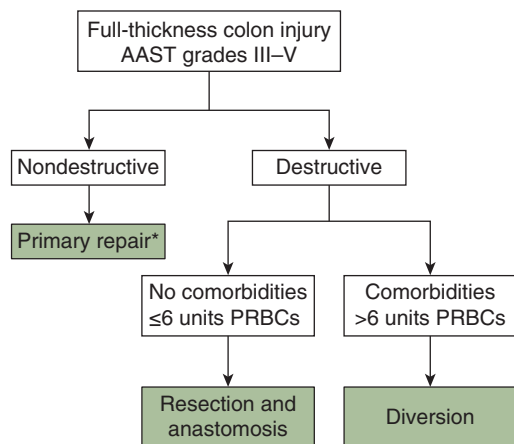 Full-thickness colon injury
AAST grades III–V
Nondestructive
Destructive
Primary repair*
No comorbidities
≤6 units PRBCs
Comorbidities
>6 units PRBCs
Resection and
anastomosis
Diversion